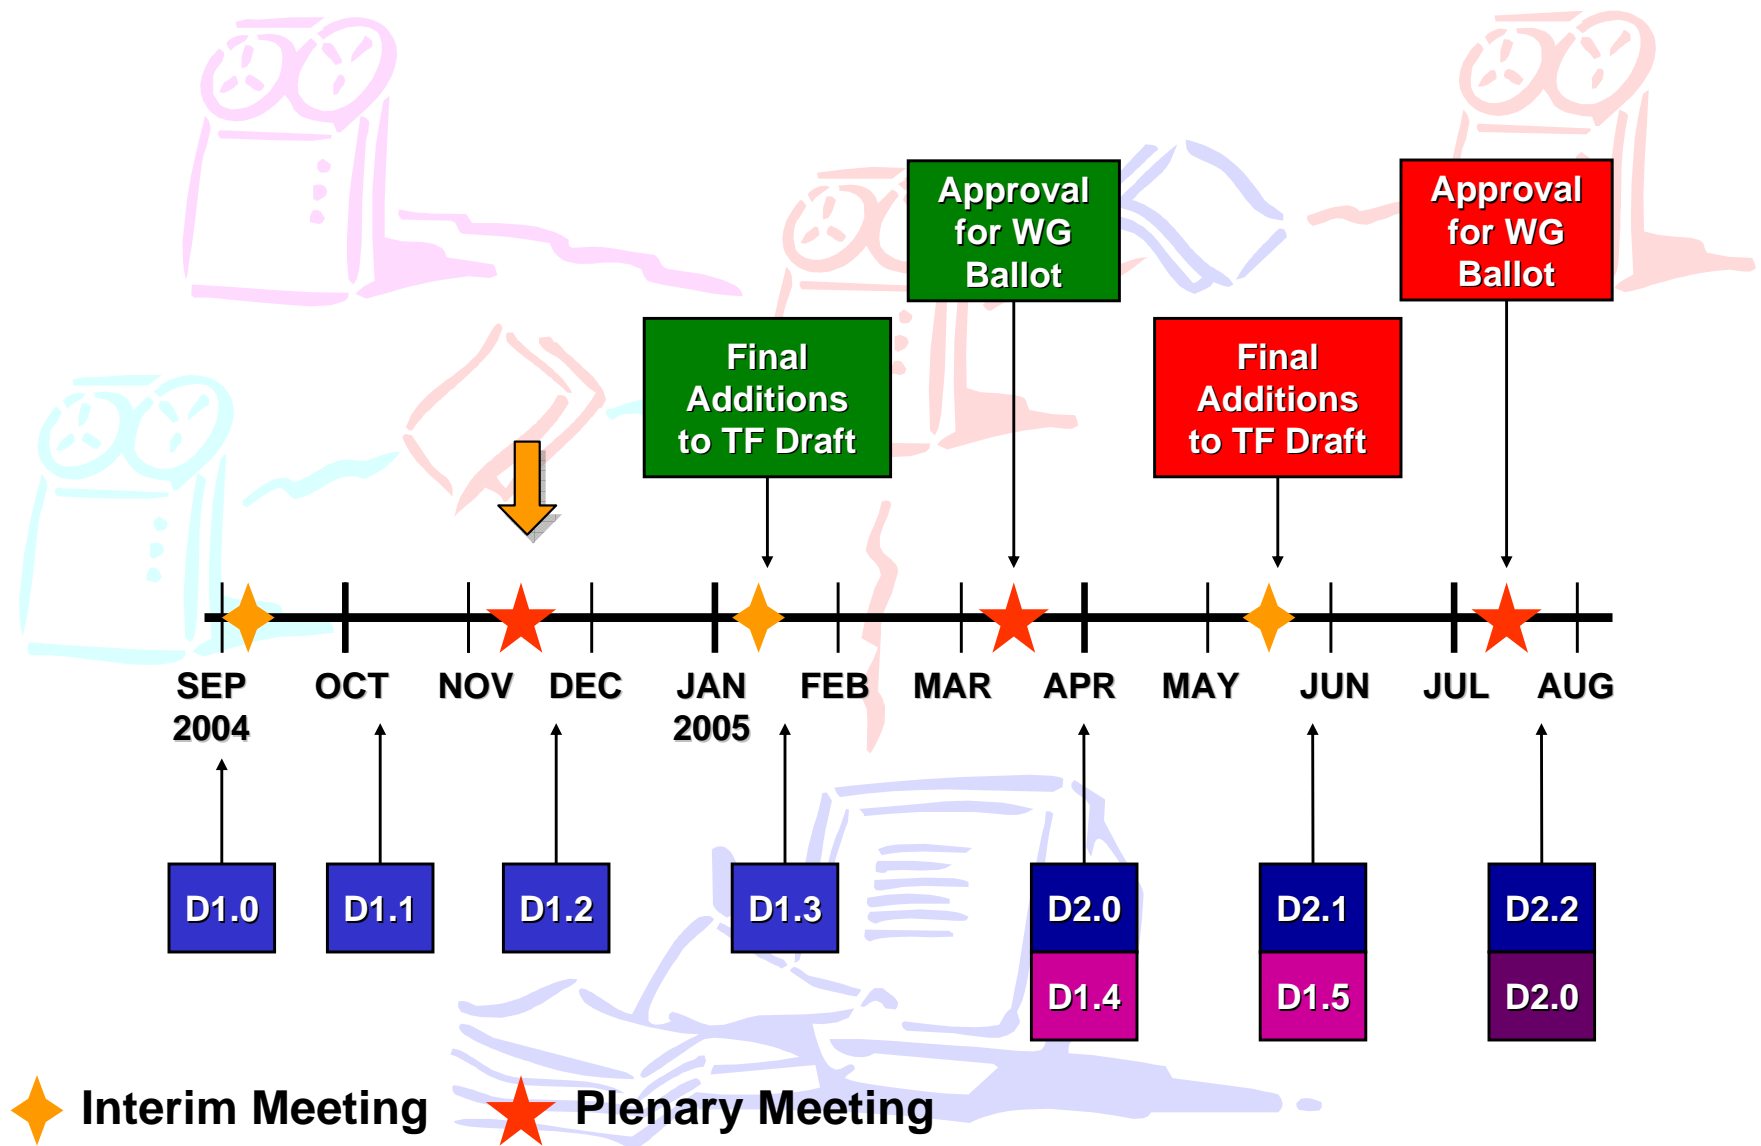 Approval
for WG
Ballot
Approval
for WG
Ballot
Final
Additions
to TF Draft
Final
Additions
to TF Draft
SEP
2004
OCT
NOV
DEC
JAN
2005
FEB
MAR
APR
MAY
JUN
JUL
AUG
D1.0
D1.1
D1.2
D1.3
D2.0
D2.1
D2.2
D1.4
D1.5
D2.0
Interim Meeting
Plenary Meeting